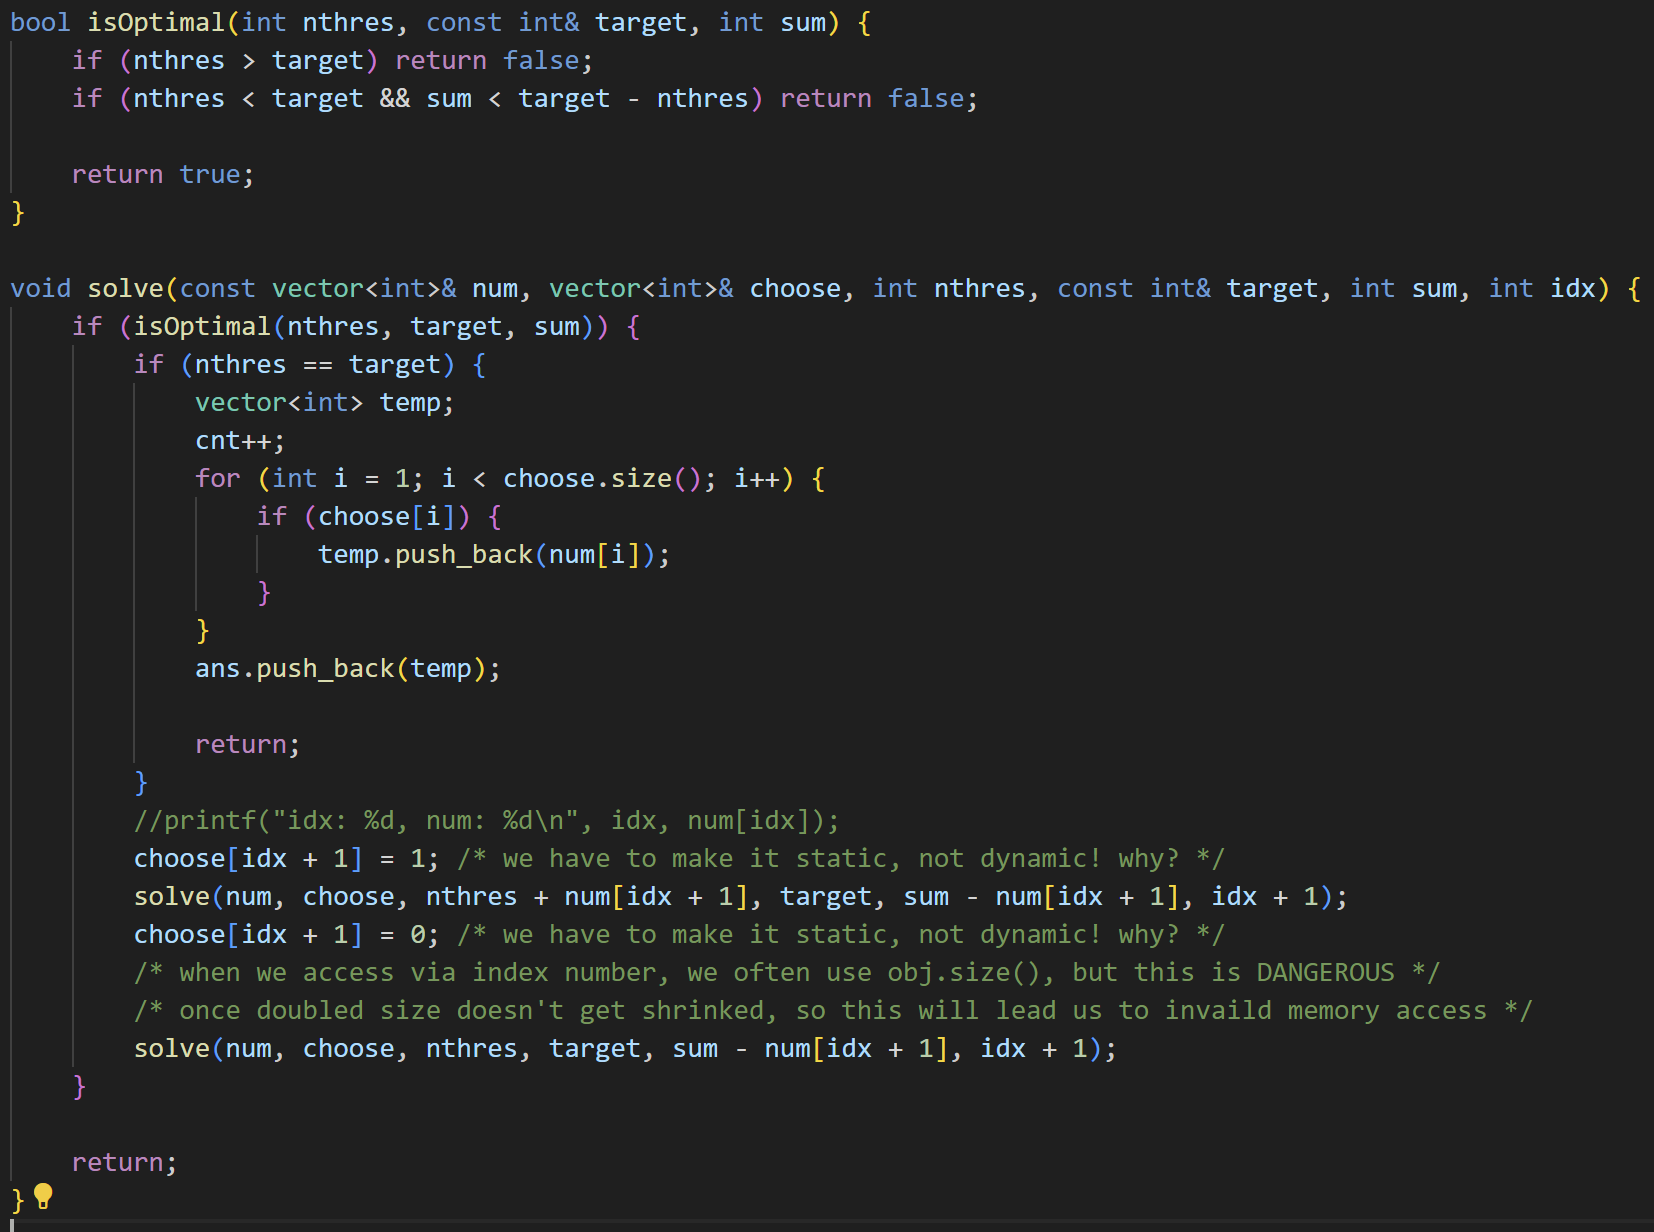 bool isOptimal(int nthres, const int& target, int sum) {
    if (nthres > target) return false;
    if (nthres < target && sum < target - nthres) return false;

    return true;
}

void solve(const vector<int>& num, vector<int>& choose, int nthres, const int& target, int sum, int idx) {
    if (isOptimal(nthres, target, sum)) {
        if (nthres == target) {
            vector<int> temp;
            cnt++;
            for (int i = 1; i < choose.size(); i++) {
                if (choose[i]) {
                    temp.push_back(num[i]);
                }
            }
            ans.push_back(temp);

            return;
        }
        //printf("idx: %d, num: %d\n", idx, num[idx]);
        choose[idx + 1] = 1; /* we have to make it static, not dynamic! why? */
        solve(num, choose, nthres + num[idx + 1], target, sum - num[idx + 1], idx + 1);
        choose[idx + 1] = 0; /* we have to make it static, not dynamic! why? */
        /* when we access via index number, we often use obj.size(), but this is DANGEROUS */
        /* once doubled size doesn't get shrinked, so this will lead us to invaild memory access */
        solve(num, choose, nthres, target, sum - num[idx + 1], idx + 1);
    }

    return;
}